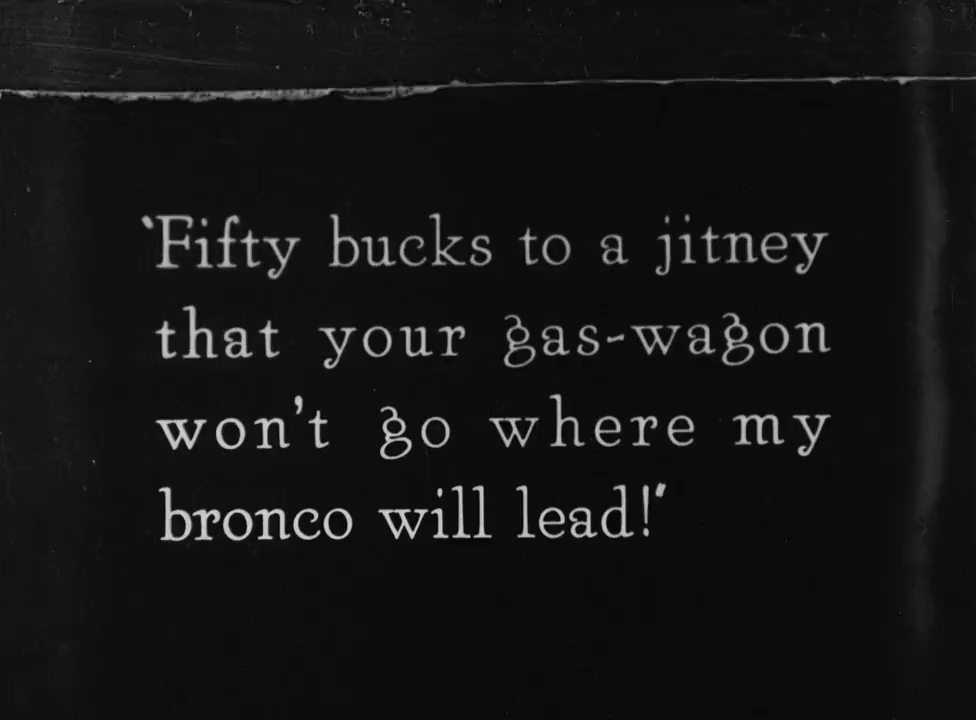 ‘Fifty bucks to a jitney
that your gas-wagon
won't go where my
bronco will lead!’